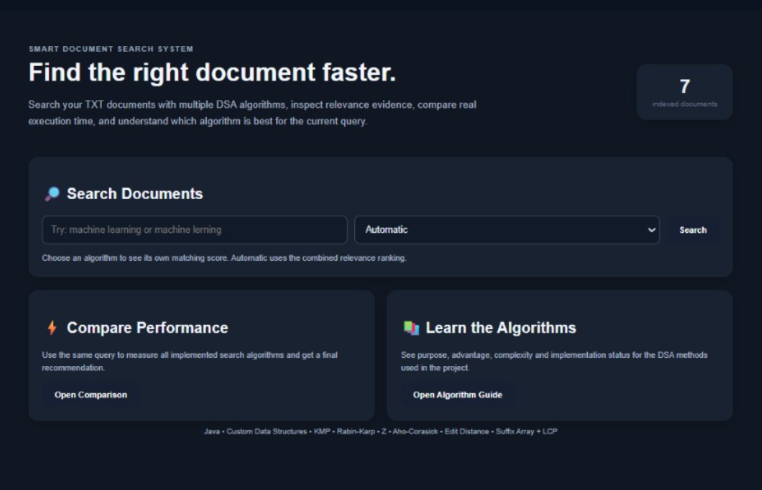 SMART DOCUMENT SEARCH SYSTEM
Find the right document faster.
Search your TXT documents with multiple DSA algorithms, inspect relevance evidence, compare real
execution time, and understand which algorithm is best for the current query.
7
indexed documents
Search Documents
Try: machine learning or machine lerning
Automatic
Search
Choose an algorithm to see its own matching score. Automatic uses the combined relevance ranking.
Compare Performance
Use the same query to measure all implemented search algorithms and get a final
recommendation.
Open Comparison
Learn the Algorithms
See purpose, advantage, complexity and implementation status for the DSA methods
used in the project.
Open Algorithm Guide
Java • Custom Data Structures • KMP • Rabin-Karp • Z • Aho-Corasick • Edit Distance • Suffix Array + LCP